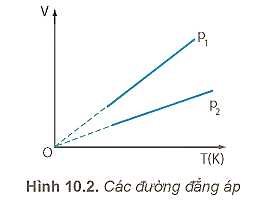 V
p₁
p₂
O
T(K)
Hình 10.2. Các đường đẳng áp